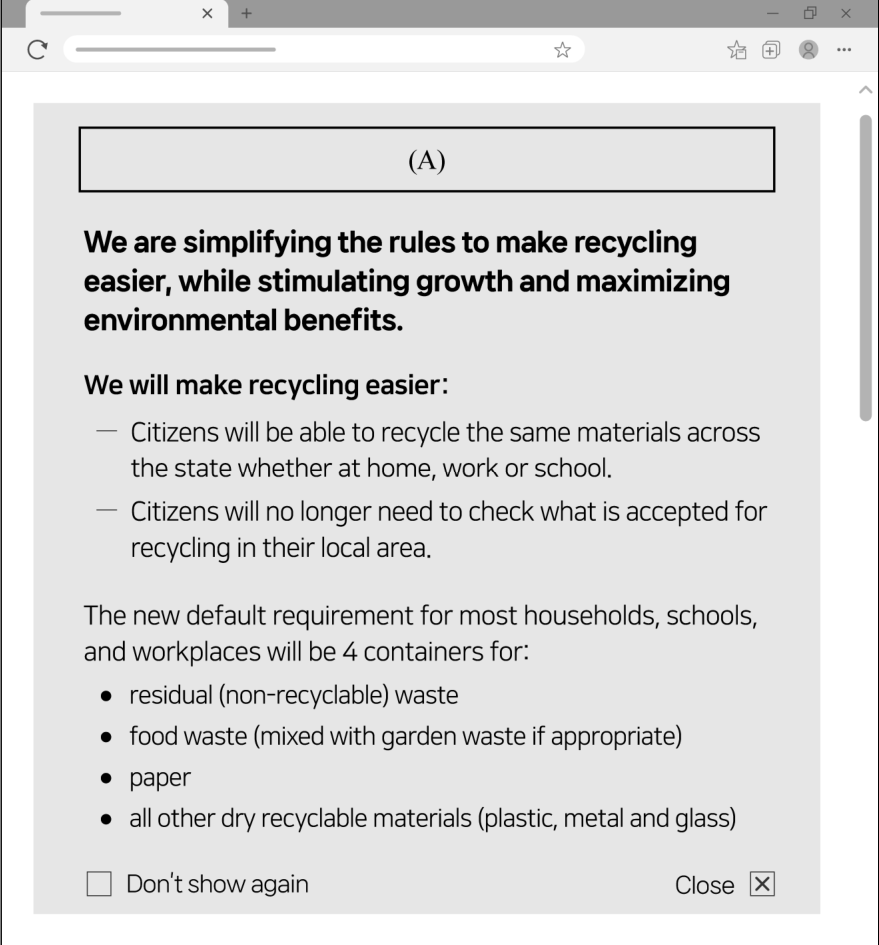 (A)
We are simplifying the rules to make recycling
easier, while stimulating growth and maximizing
environmental benefits.
We will make recycling easier:
— Citizens will be able to recycle the same materials across
the state whether at home, work or school.
— Citizens will no longer need to check what is accepted for
recycling in their local area.
The new default requirement for most households, schools,
and workplaces will be 4 containers for:
• residual (non-recyclable) waste
• food waste (mixed with garden waste if appropriate)
• paper
• all other dry recyclable materials (plastic, metal and glass)
Don't show again Close